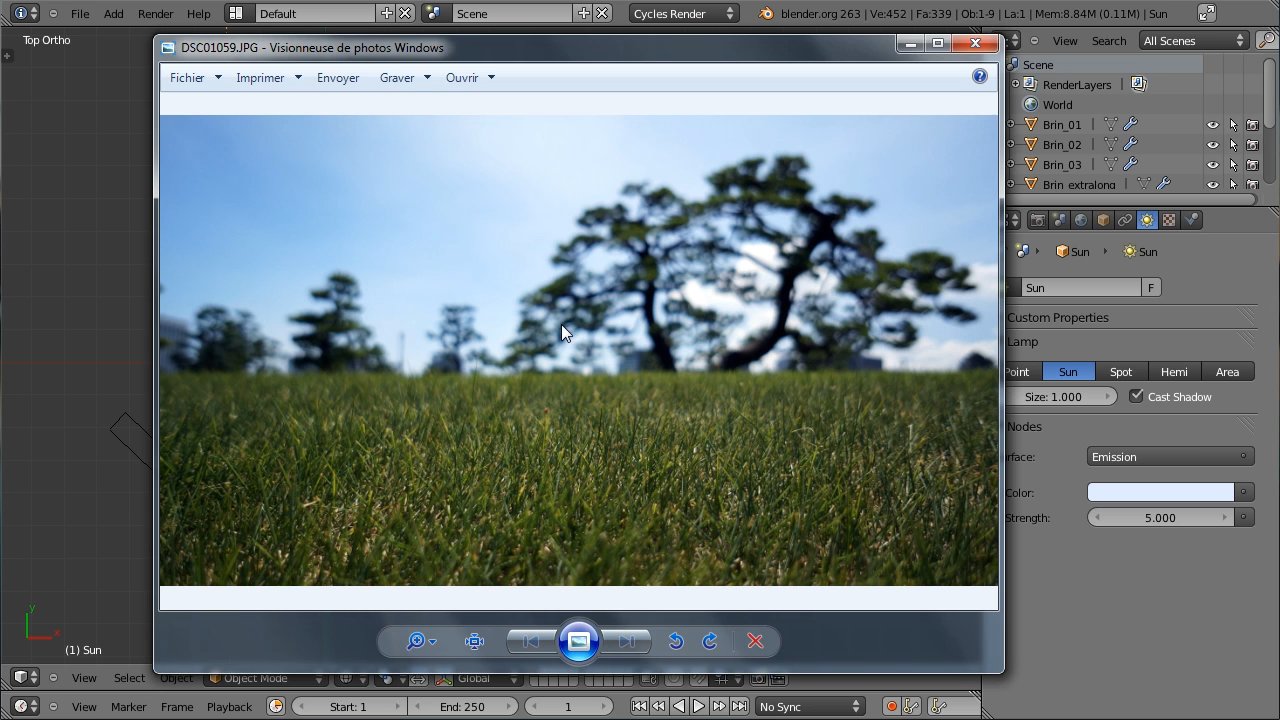 File Add Render Help Default Scene Cycles Render blender.org 263 | Ve:452 | Fa:339 | Ob:1-9 | La:1 | Mem:8.84M (0.11M) | Sun
Top Ortho
DSC01059.JPG - Visionneuse de photos Windows
Fichier Imprimer Envoyer Graver Ouvrir
View Search All Scenes
Scene
RenderLayers |
World
Brin_01 |
Brin_02 |
Brin_03 |
Brin_extralong |
Sun Sun
Sun F
Custom Properties
Lamp
Point Sun Spot Hemi Area
Size: 1.000 Cast Shadow
Nodes
rface: Emission
Color:
Strength: 5.000
y
x
(1) Sun
View Select Object Object Mode Global
View Marker Frame Playback Start: 1 End: 250 1 No Sync